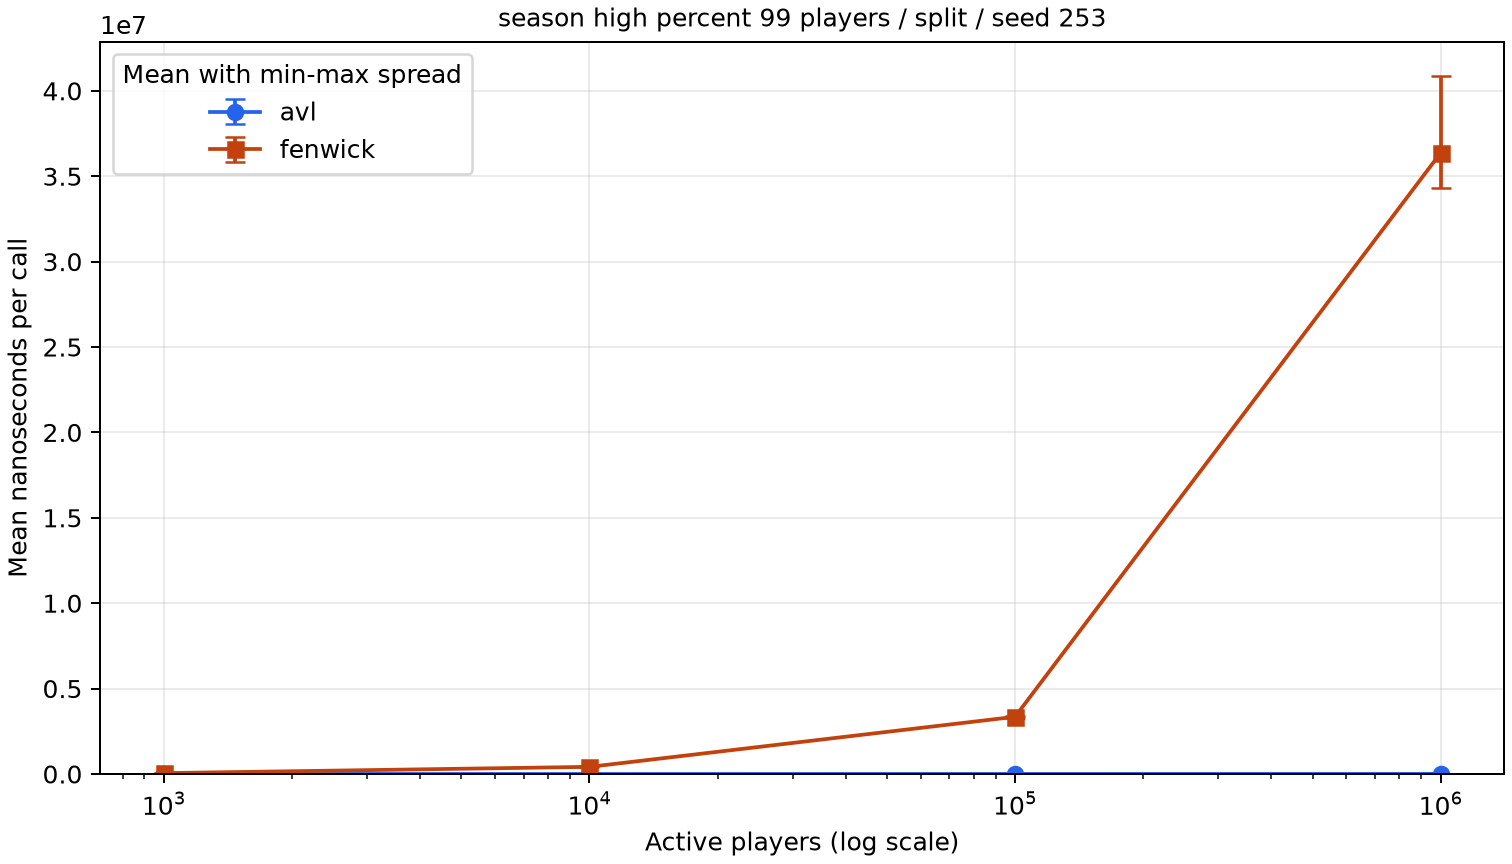 season high percent 99 players / split / seed 253
1e7
Mean with min-max spread
avl
fenwick
4.0
3.5
3.0
2.5
2.0
1.5
1.0
0.5
0.0
Mean nanoseconds per call
10³ 10⁴ 10⁵ 10⁶
Active players (log scale)